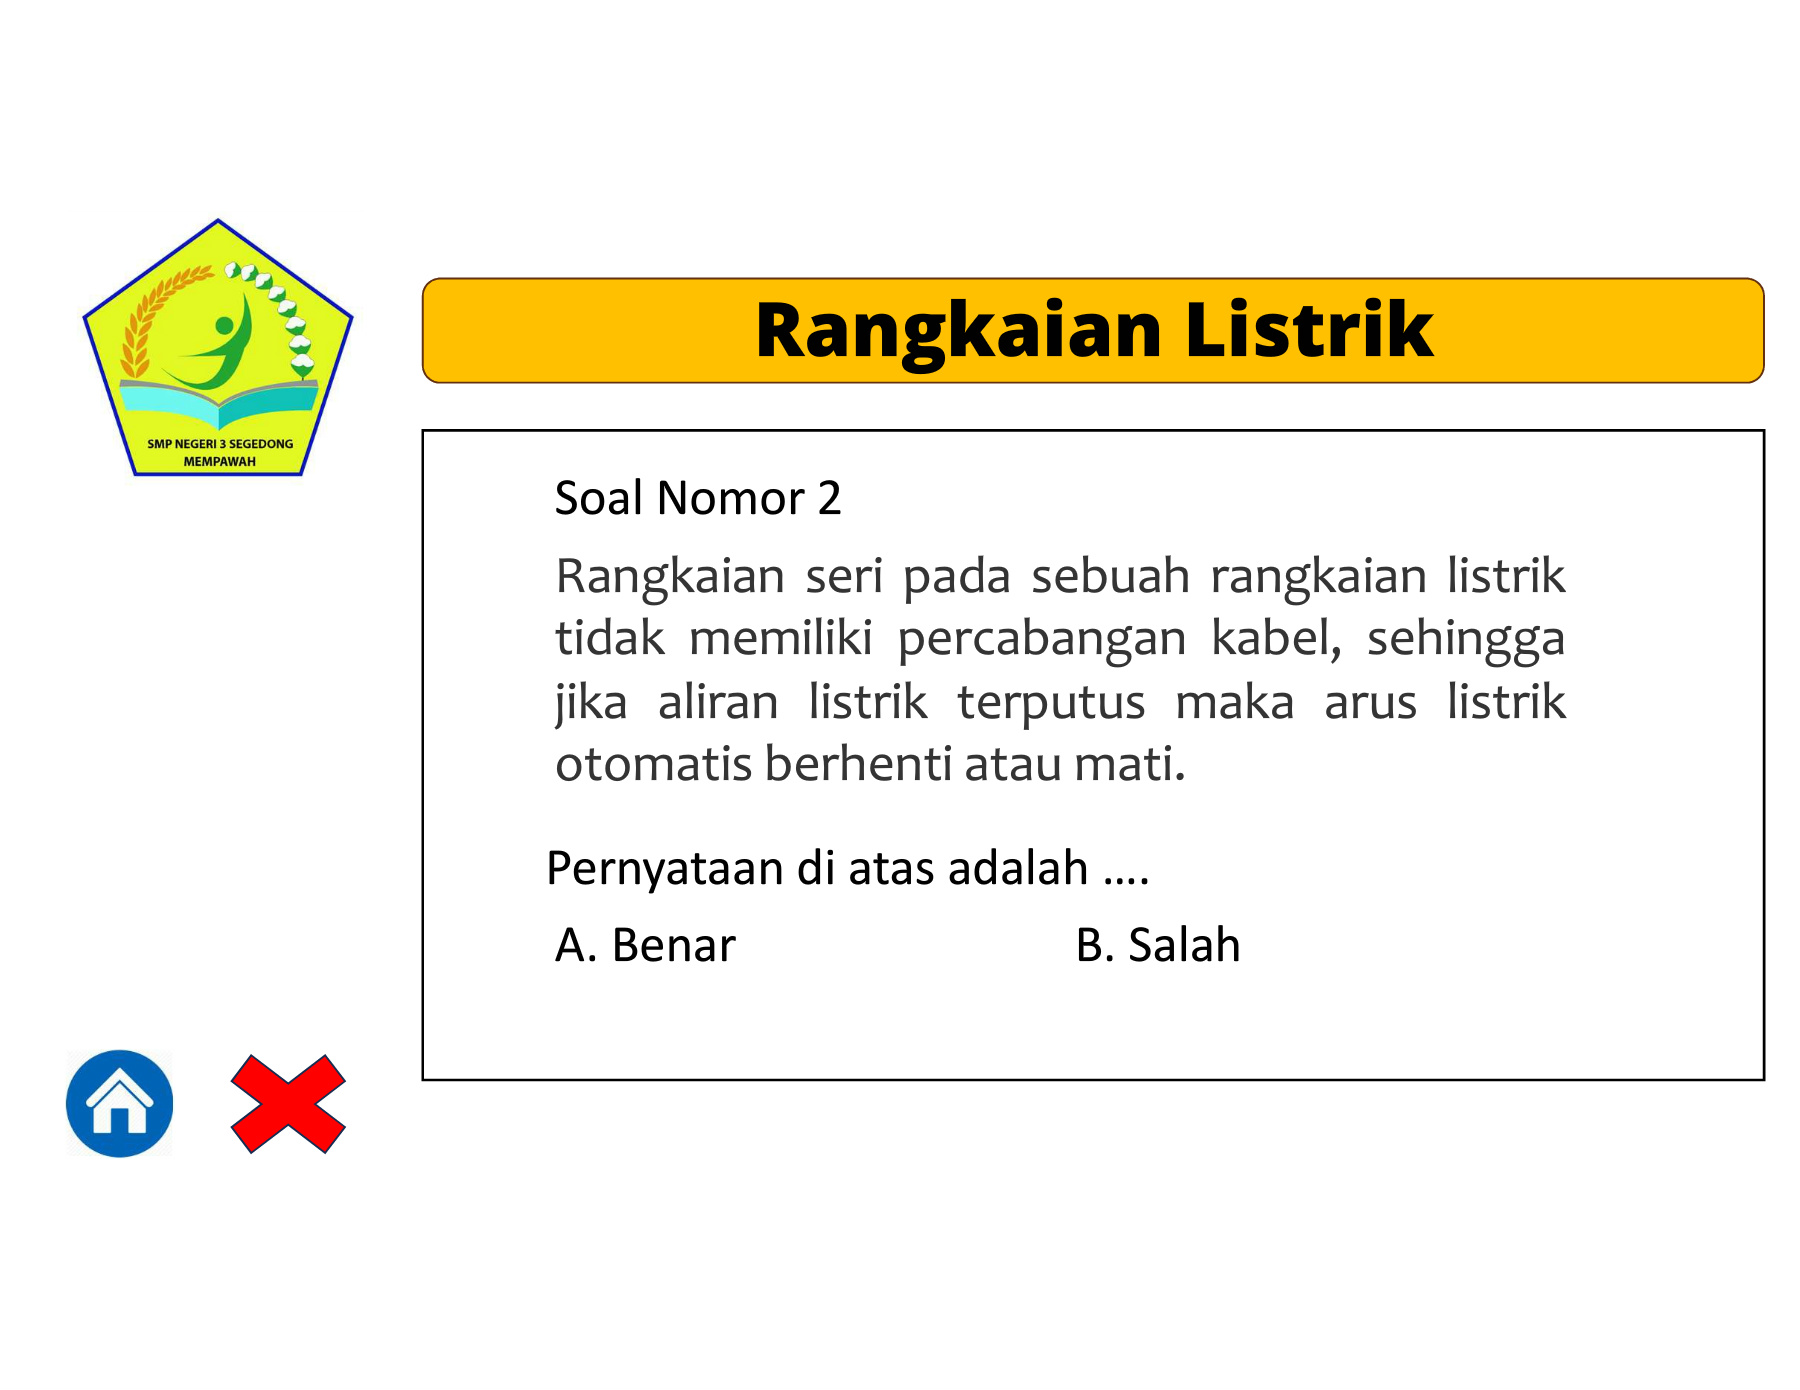 SMP NEGERI 3 SEGEDONG
MEMPAWAH
Rangkaian Listrik
Soal Nomor 2
Rangkaian seri pada sebuah rangkaian listrik
tidak memiliki percabangan kabel, sehingga
jika aliran listrik terputus maka arus listrik
otomatis berhenti atau mati.
Pernyataan di atas adalah ....
A. Benar B. Salah